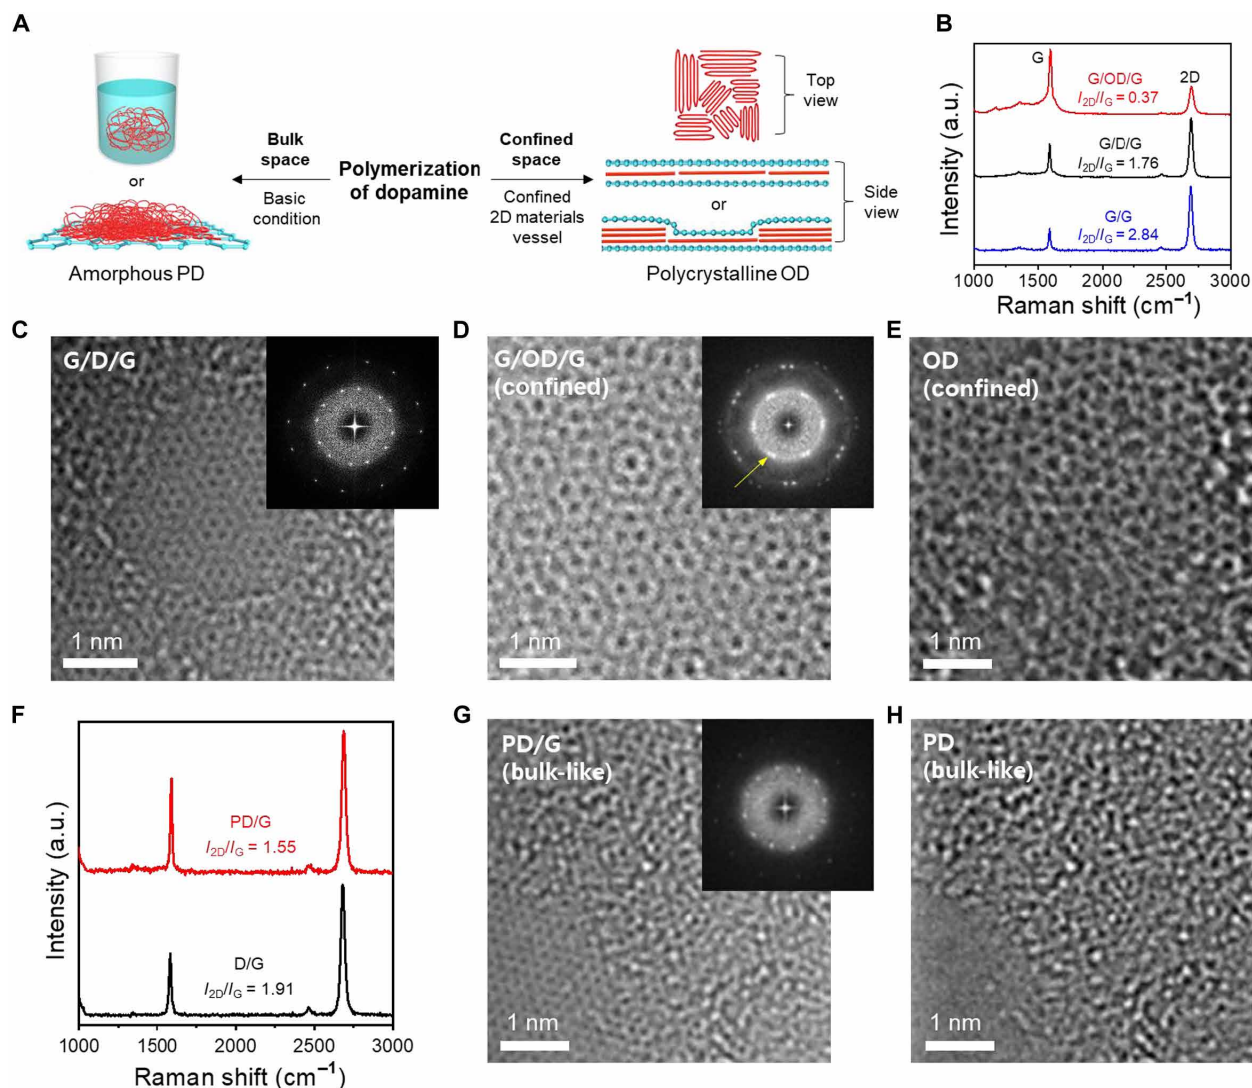 A
or
Amorphous PD
Bulk
space
Basic
condition
Polymerization
of dopamine
Confined
space
Confined
2D materials
vessel
Top
view
or
Side
view
Polycrystalline OD
B
Intensity (a.u.)
G
2D
G/OD/G
I2D/IG = 0.37
G/D/G
I2D/IG = 1.76
G/G
I2D/IG = 2.84
1000 1500 2000 2500 3000
Raman shift (cm⁻¹)
C
G/D/G
1 nm
D
G/OD/G
(confined)
1 nm
E
OD
(confined)
1 nm
F
Intensity (a.u.)
PD/G
I2D/IG = 1.55
D/G
I2D/IG = 1.91
1000 1500 2000 2500 3000
Raman shift (cm⁻¹)
G
PD/G
(bulk-like)
1 nm
H
PD
(bulk-like)
1 nm